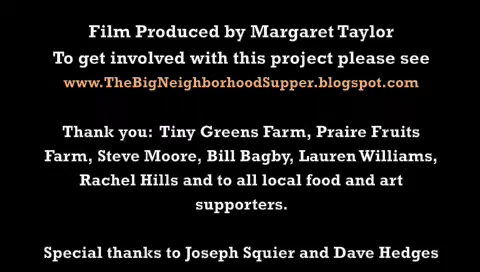 Film Produced by Margaret Taylor
To get involved with this project please see
www.TheBigNeighborhoodSupper.blogspot.com
Thank you: Tiny Greens Farm, Praire Fruits
Farm, Steve Moore, Bill Bagby, Lauren Williams,
Rachel Hills and to all local food and art
supporters.
Special thanks to Joseph Squier and Dave Hedges